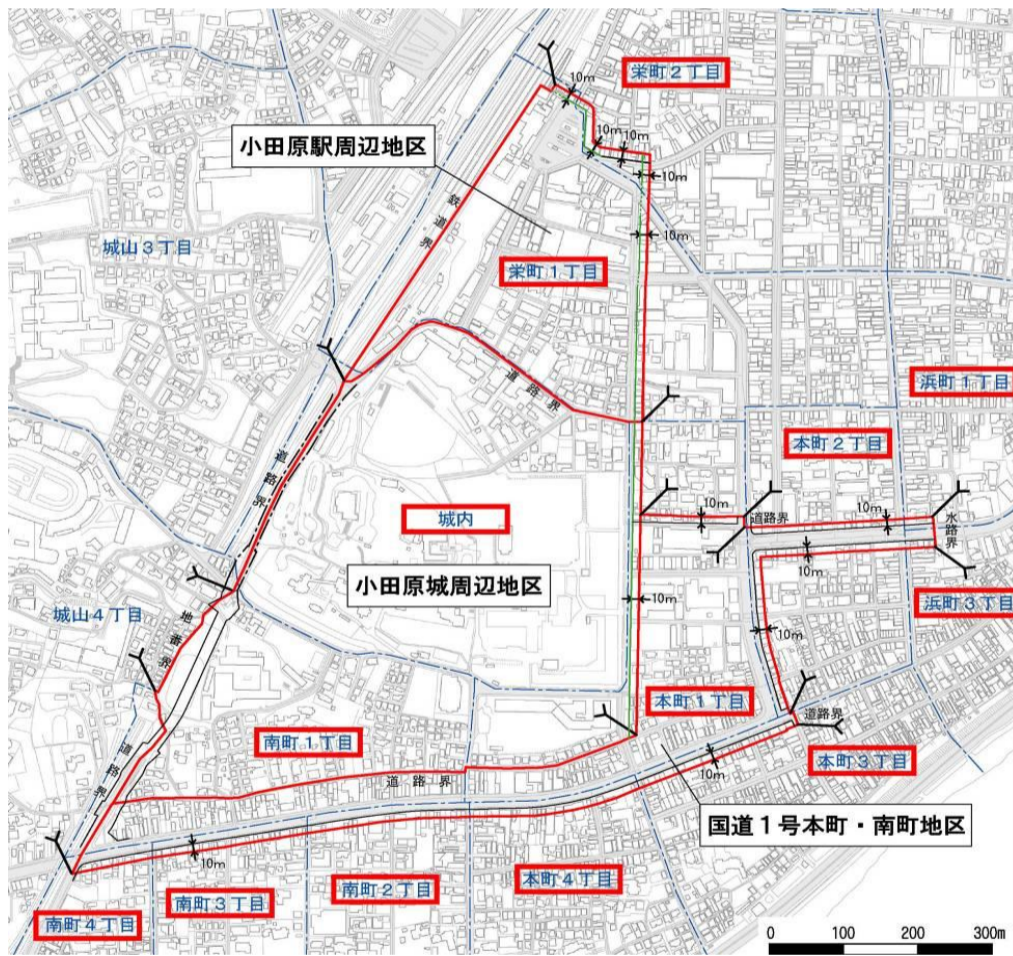 10m
栄町2丁目
小田原駅周辺地区
10m
10m
10m
鉄道界
10m
城山3丁目
栄町1丁目
道路界
浜町1丁目
本町2丁目
道路界
城内
10m
道路界
10m
水路界
小田原城周辺地区
10m
10m
浜町3丁目
城山4丁目
地番界
10m
本町1丁目
道路界
南町1丁目
道路界
道路界
10m
本町3丁目
国道1号本町・南町地区
10m
南町3丁目
南町2丁目
本町4丁目
南町4丁目
0 100 200 300m